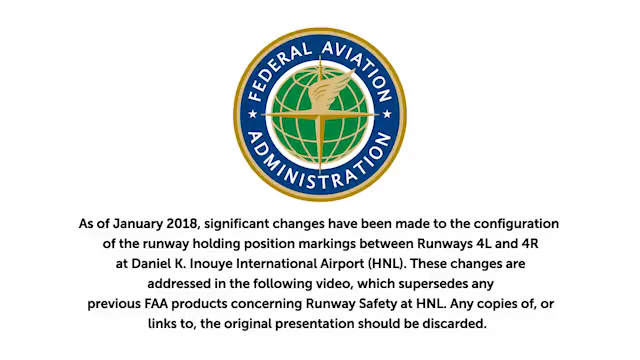 FEDERAL AVIATION
ADMINISTRATION
As of January 2018, significant changes have been made to the configuration
of the runway holding position markings between Runways 4L and 4R
at Daniel K. Inouye International Airport (HNL). These changes are
addressed in the following video, which supersedes any
previous FAA products concerning Runway Safety at HNL. Any copies of, or
links to, the original presentation should be discarded.